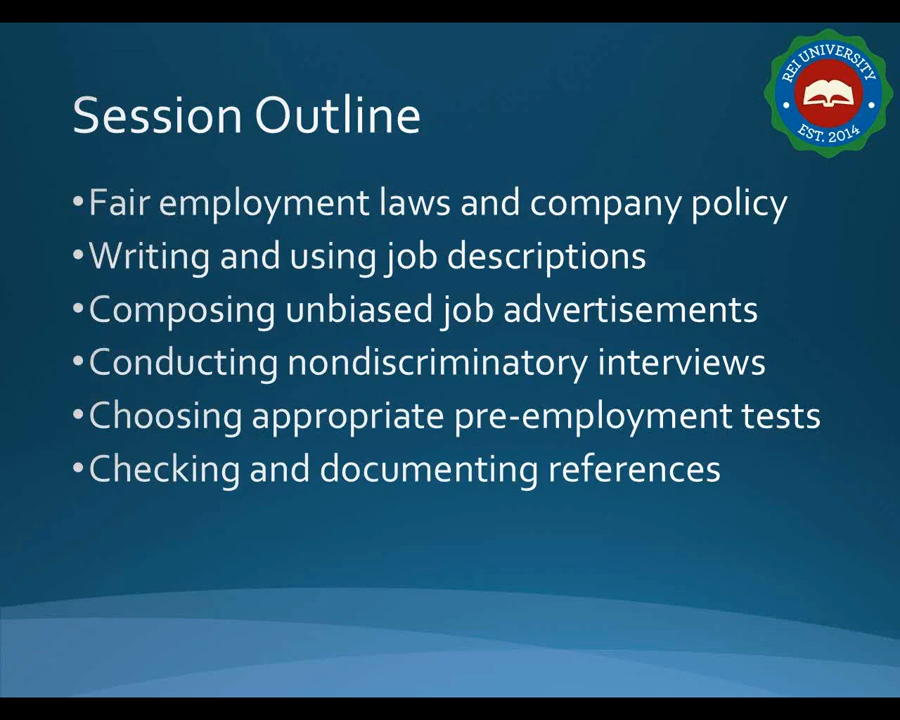 REI UNIVERSITY
EST. 2014
Session Outline
•Fair employment laws and company policy
•Writing and using job descriptions
•Composing unbiased job advertisements
•Conducting nondiscriminatory interviews
•Choosing appropriate pre-employment tests
•Checking and documenting references